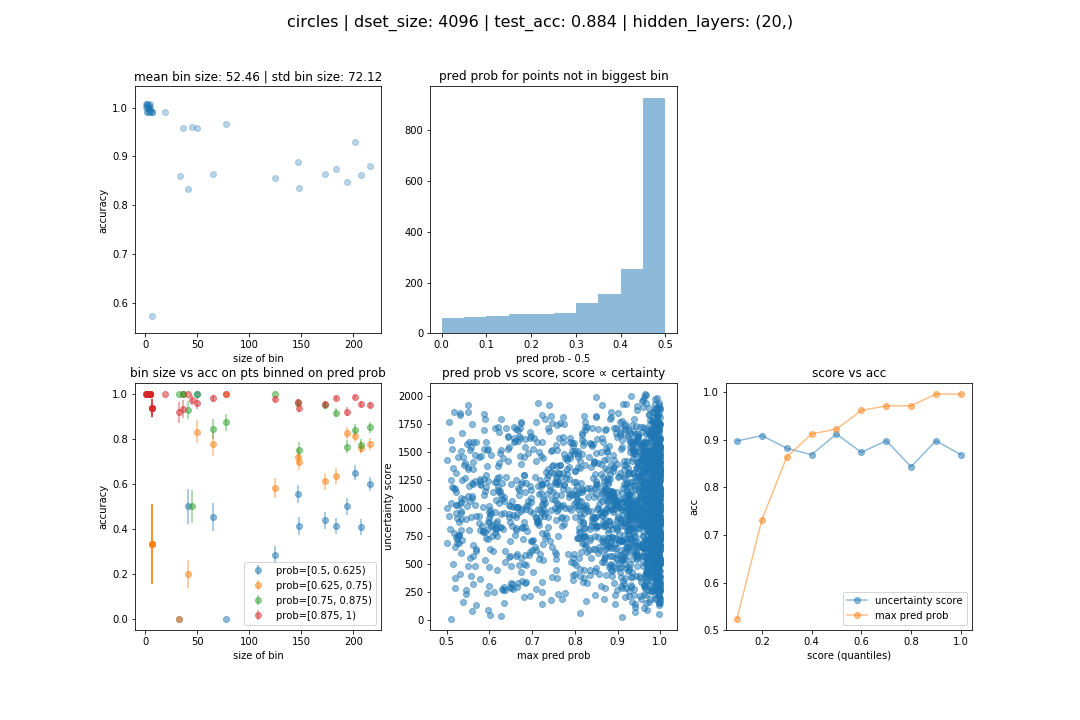 circles | dset_size: 4096 | test_acc: 0.884 | hidden_layers: (20,)
mean bin size: 52.46 | std bin size: 72.12
accuracy
1.0
0.9
0.8
0.7
0.6
0 50 100 150 200
size of bin
pred prob for points not in biggest bin
800
600
400
200
0
0.0 0.1 0.2 0.3 0.4 0.5
pred prob - 0.5
bin size vs acc on pts binned on pred prob
accuracy
1.0
0.8
0.6
0.4
0.2
0.0
prob=[0.5, 0.625)
prob=[0.625, 0.75)
prob=[0.75, 0.875)
prob=[0.875, 1)
0 50 100 150 200
size of bin
pred prob vs score, score ∝ certainty
uncertainty score
2000
1750
1500
1250
1000
750
500
250
0
0.5 0.6 0.7 0.8 0.9 1.0
max pred prob
score vs acc
acc
1.0
0.9
0.8
0.7
0.6
0.5
uncertainty score
max pred prob
0.2 0.4 0.6 0.8 1.0
score (quantiles)